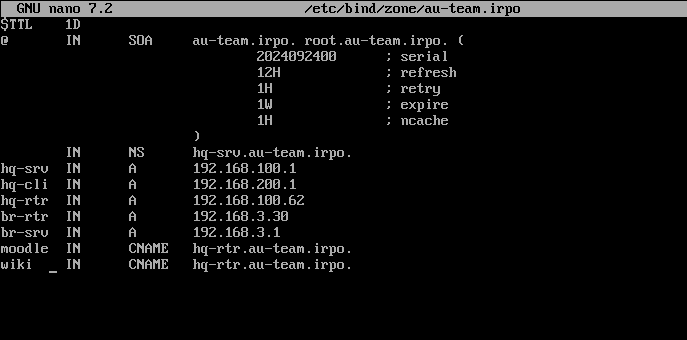 GNU nano 7.2 /etc/bind/zone/au-team.irpo
$TTL 1D
@ IN SOA au-team.irpo. root.au-team.irpo. (
2024092400 ; serial
12H ; refresh
1H ; retry
1W ; expire
1H ; ncache
)
IN NS hq-srv.au-team.irpo.
hq-srv IN A 192.168.100.1
hq-cli IN A 192.168.200.1
hq-rtr IN A 192.168.100.62
br-rtr IN A 192.168.3.30
br-srv IN A 192.168.3.1
moodle IN CNAME hq-rtr.au-team.irpo.
wiki IN CNAME hq-rtr.au-team.irpo.